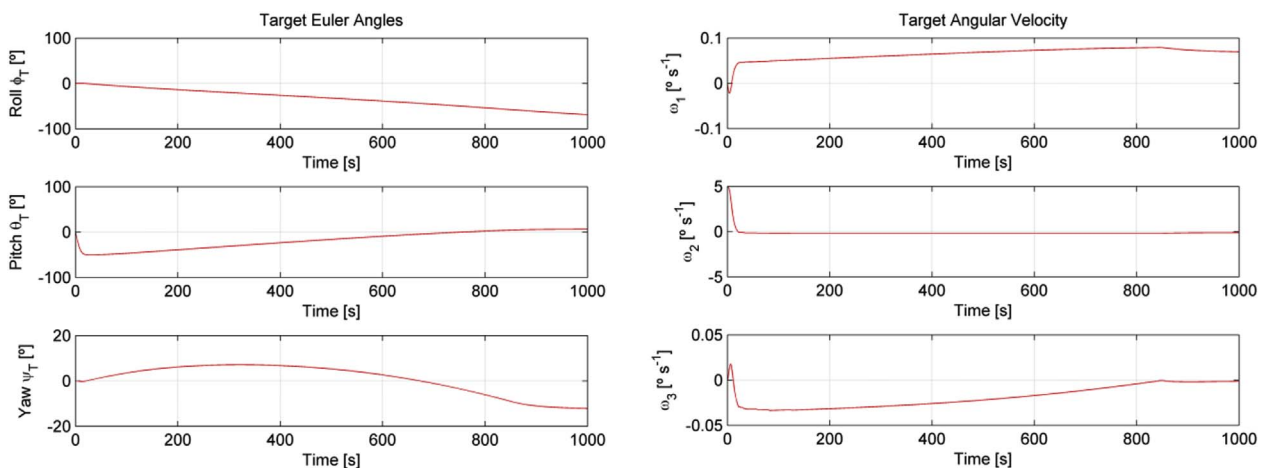 Target Euler Angles
100
0
-100
Roll ϕT [º]
0 200 400 600 800 1000
Time [s]
100
0
-100
Pitch θT [º]
0 200 400 600 800 1000
Time [s]
20
0
-20
Yaw ψT [º]
0 200 400 600 800 1000
Time [s]
Target Angular Velocity
0.1
0
-0.1
ω1 [º s-1]
0 200 400 600 800 1000
Time [s]
5
0
-5
ω2 [º s-1]
0 200 400 600 800 1000
Time [s]
0.05
0
-0.05
ω3 [º s-1]
0 200 400 600 800 1000
Time [s]